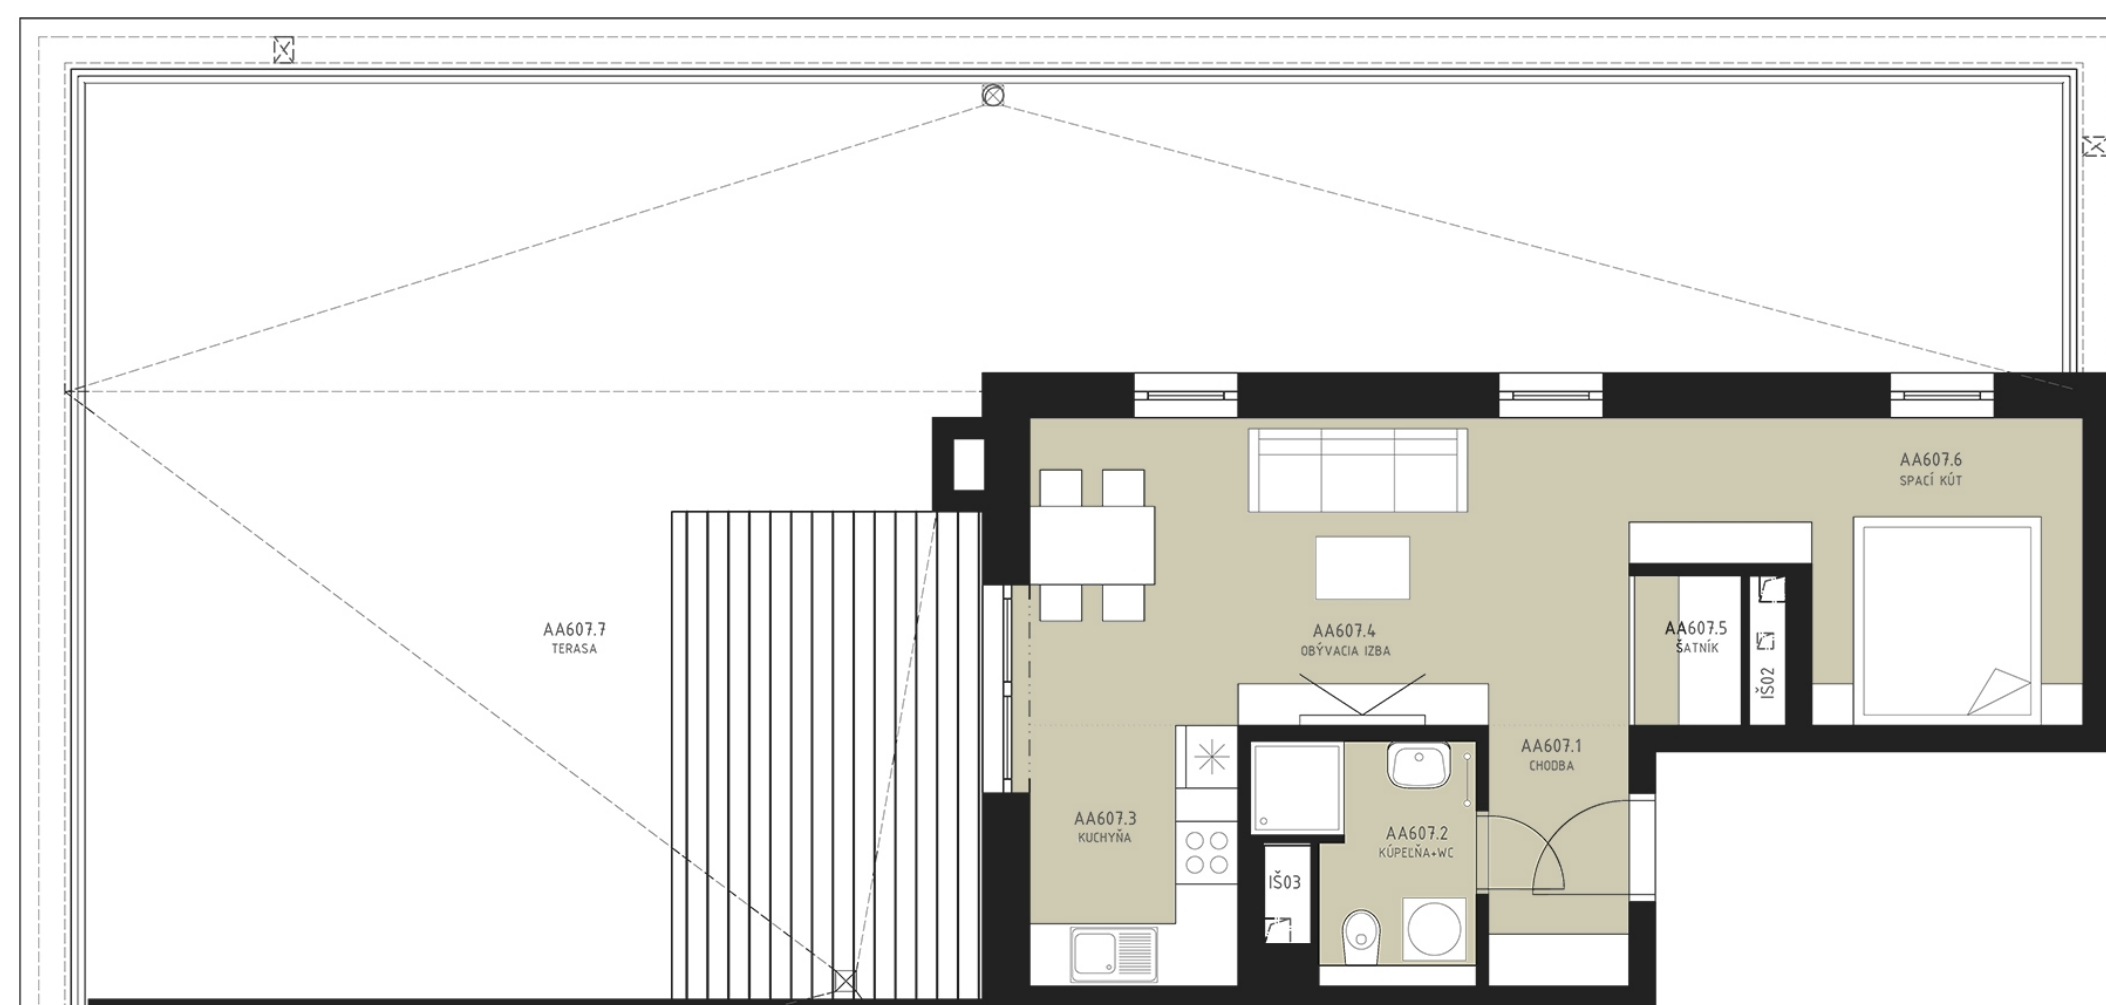 AA607.6
SPACÍ KÚT
AA607.7
TERASA
AA607.4
OBÝVACIA IZBA
AA607.5
ŠATNÍK
IŠ02
AA607.1
CHODBA
AA607.3
KUCHYŇA
AA607.2
KÚPEĽŇA+WC
IŠ03